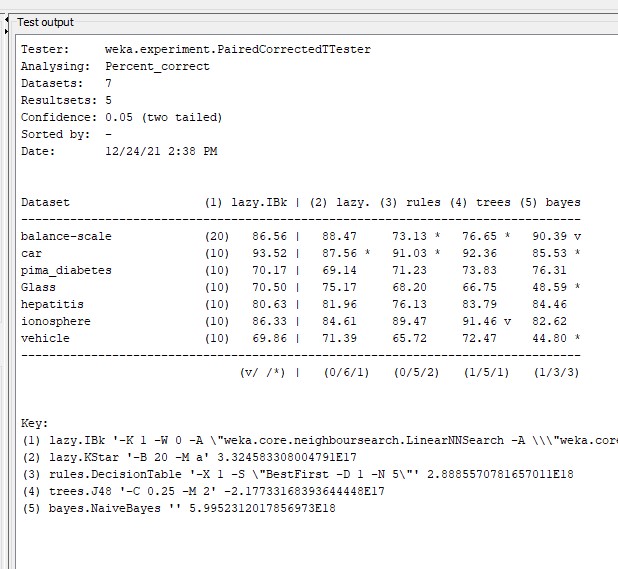 Test output
Tester:     weka.experiment.PairedCorrectedTTester
Analysing:  Percent_correct
Datasets:   7
Resultsets: 5
Confidence: 0.05 (two tailed)
Sorted by:  -
Date:       12/24/21 2:38 PM
Dataset                   (1) lazy.IBk | (2) lazy. (3) rules (4) trees (5) bayes
--------------------------------------------------------------------------------
balance-scale             (20)   86.56 |   88.47     73.13 *   76.65 *   90.39 v
car                       (10)   93.52 |   87.56 *   91.03 *   92.36     85.53 *
pima_diabetes             (10)   70.17 |   69.14     71.23     73.83     76.31
Glass                     (10)   70.50 |   75.17     68.20     66.75     48.59 *
hepatitis                 (10)   80.63 |   81.96     76.13     83.79     84.46
ionosphere                (10)   86.33 |   84.61     89.47     91.46 v   82.62
vehicle                   (10)   69.86 |   71.39     65.72     72.47     44.80 *
--------------------------------------------------------------------------------
(v/ /*) |   (0/6/1)   (0/5/2)   (1/5/1)   (1/3/3)
Key:
(1) lazy.IBk '-K 1 -W 0 -A \"weka.core.neighboursearch.LinearNNSearch -A \\\"weka.core
(2) lazy.KStar '-B 20 -M a' 3.324583308004791E17
(3) rules.DecisionTable '-X 1 -S \"BestFirst -D 1 -N 5\"' 2.8885570781657011E18
(4) trees.J48 '-C 0.25 -M 2' -2.17733168393644448E17
(5) bayes.NaiveBayes '' 5.9952312017856973E18